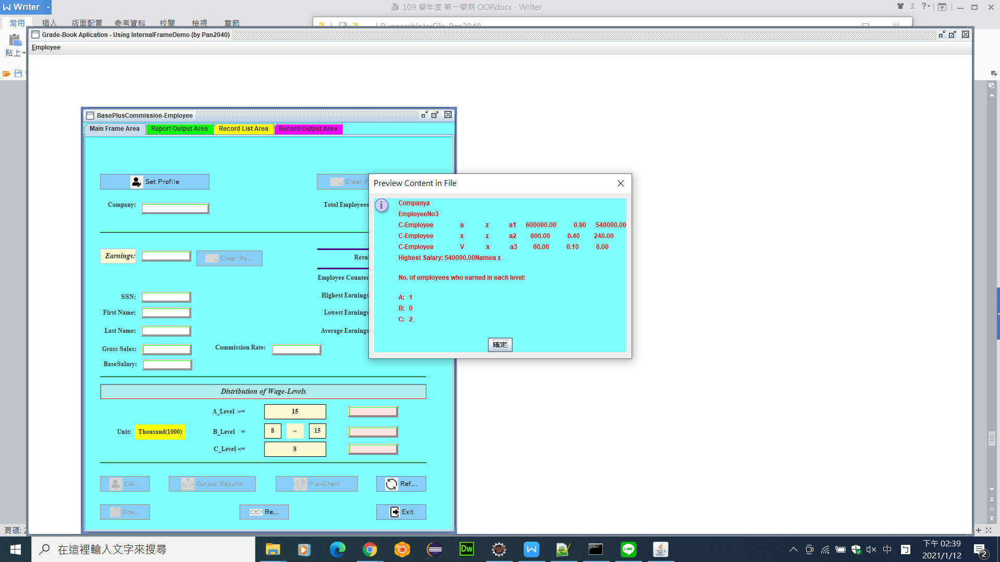 Writer
109 學年度 第一學期 OOP.docx - Writer
常用 插入 版面配置 參考資料 校閱 檢視 章節
貼上
Grade-Book Aplication - Using InternalFrameDemo (by Pan2040)
Employee
BasePlusCommission-Employee
Main Frame Area Report Output Area Record List Area Record Output Area
Set Profile
Clear P
Company:
Total Employees
Earnings:
Clear Re...
Resul
Employee Counter
SSN:
Highest Earnings
First Name:
Lowest Earnings
Last Name:
Average Earnings
Gross Sales:
Commission Rate:
BaseSalary:
Distribution of Wage-Levels
A_Level >= 15
Unit: Thousand(1000) B_Level = 8 ~ 15
C_Level <= 8
Cal... Output Results Pie-Chart Ref...
Ope... Re... Exit
Preview Content in File
Companya
EmployeeNo3
C-Employee a z a1 600000.00 0.90 540000.00
C-Employee x z a2 600.00 0.40 240.00
C-Employee V x a3 60.00 0.10 6.00
Highest Salary: 540000.00Namea z
No. of employees who earned in each level:
A: 1
B: 0
C: 2
確定
頁碼: 2
在這裡輸入文字來搜尋
Dw
LINE
中
下午 02:39
2021/1/12
2